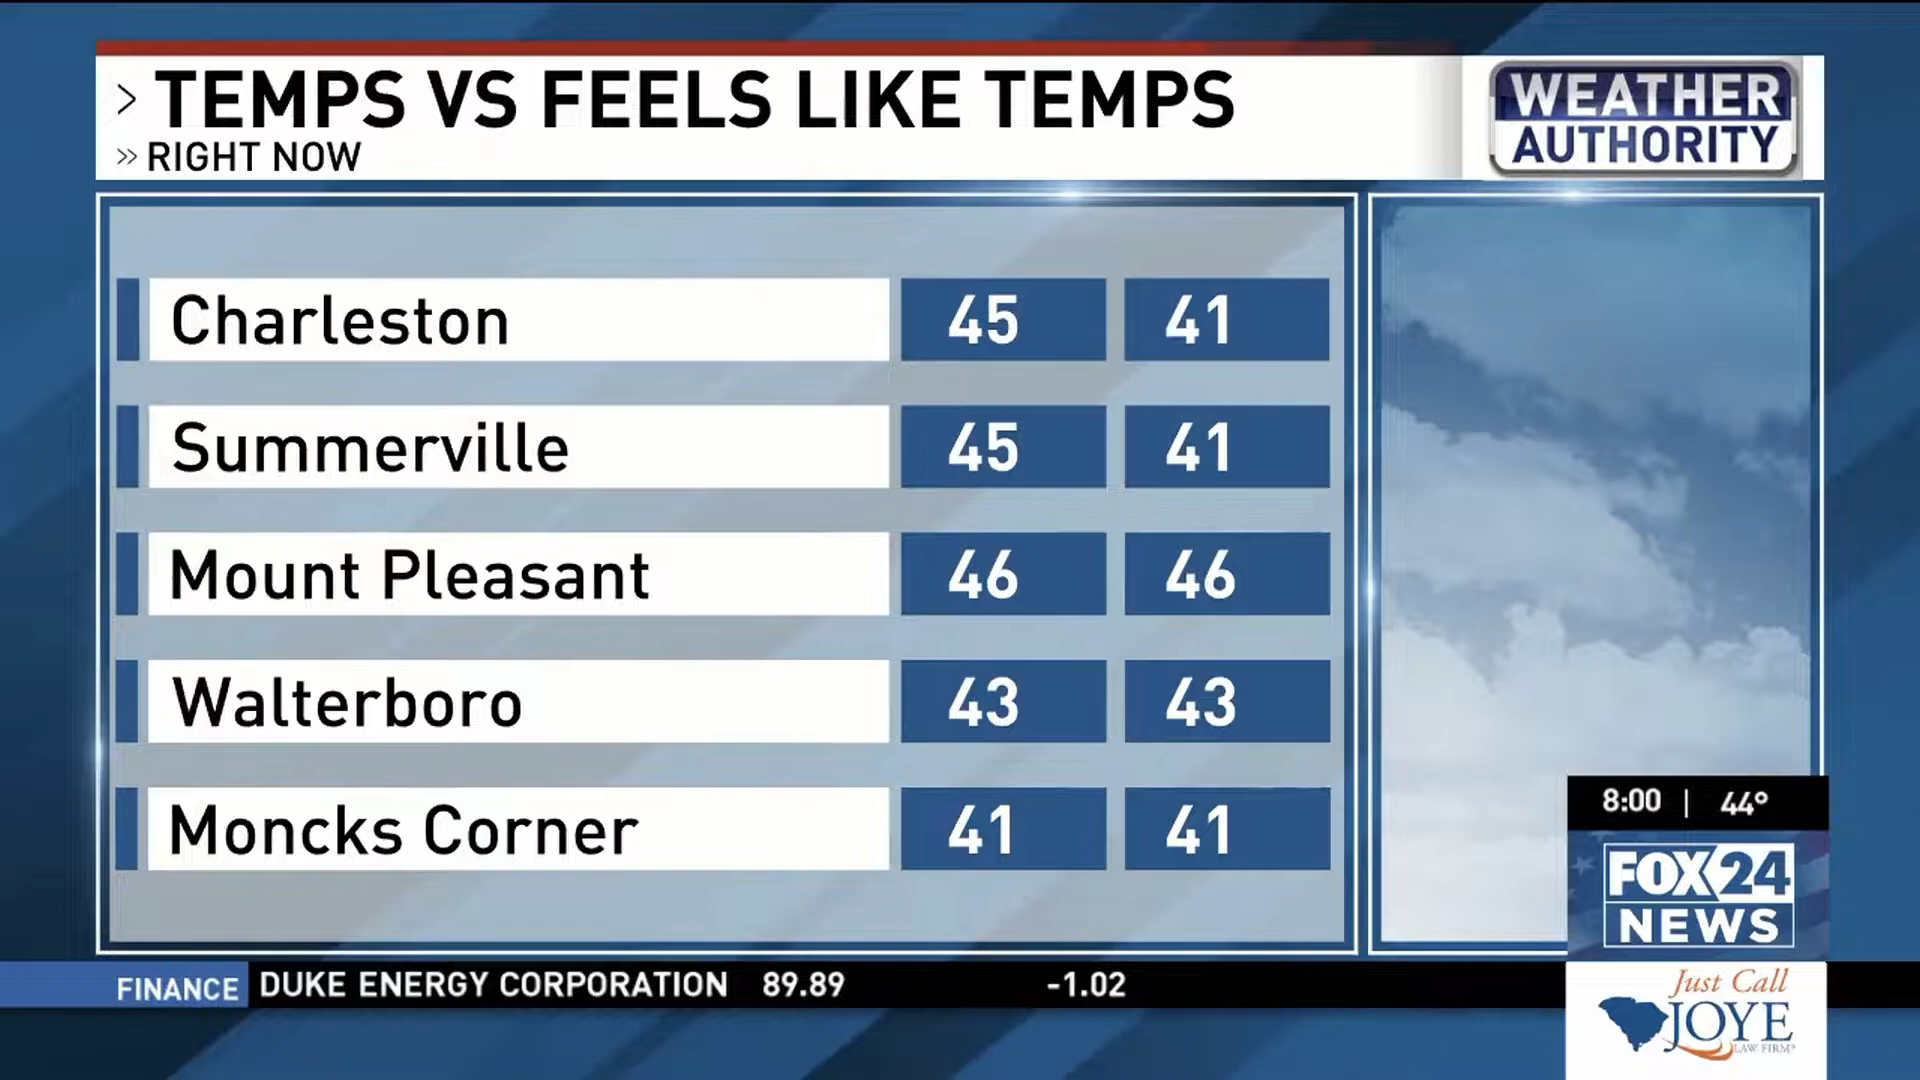 > TEMPS VS FEELS LIKE TEMPS
» RIGHT NOW
WEATHER
AUTHORITY
Charleston 45 41
Summerville 45 41
Mount Pleasant 46 46
Walterboro 43 43
Moncks Corner 41 41
8:00 | 44°
FOX 24
NEWS
FINANCE DUKE ENERGY CORPORATION 89.89 -1.02
Just Call
JOYE
LAW FIRM®